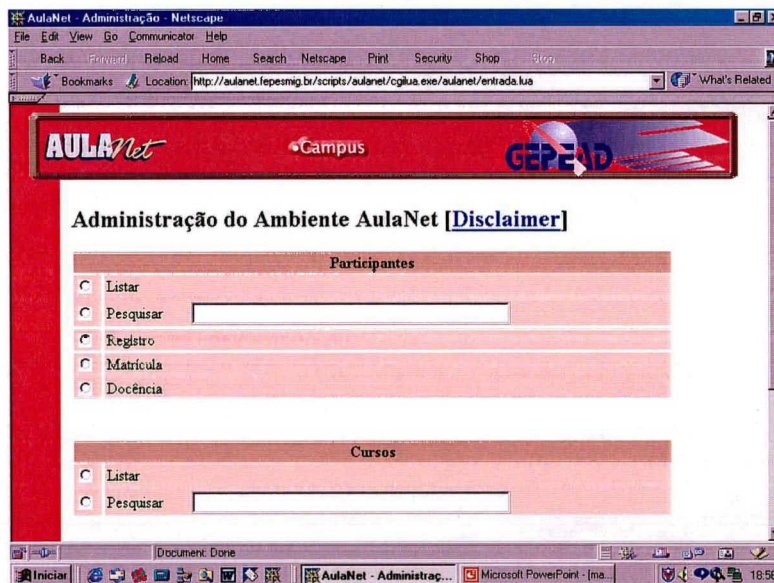 AulaNet - Administração - Netscape
File Edit View Go Communicator Help
Back Forward Reload Home Search Netscape Print Security Shop Stop
Bookmarks Location: http://aulanet.fepesmig.br/scripts/aulanet/cgilua.exe/aulanet/entrada.lua What's Related
AULANet •Campus GEPEAD
Administração do Ambiente AulaNet [Disclaimer]
Participantes
Listar
Pesquisar
Registro
Matrícula
Docência
Cursos
Listar
Pesquisar
Document: Done
Iniciar AulaNet - Administraç... Microsoft PowerPoint - [ma...